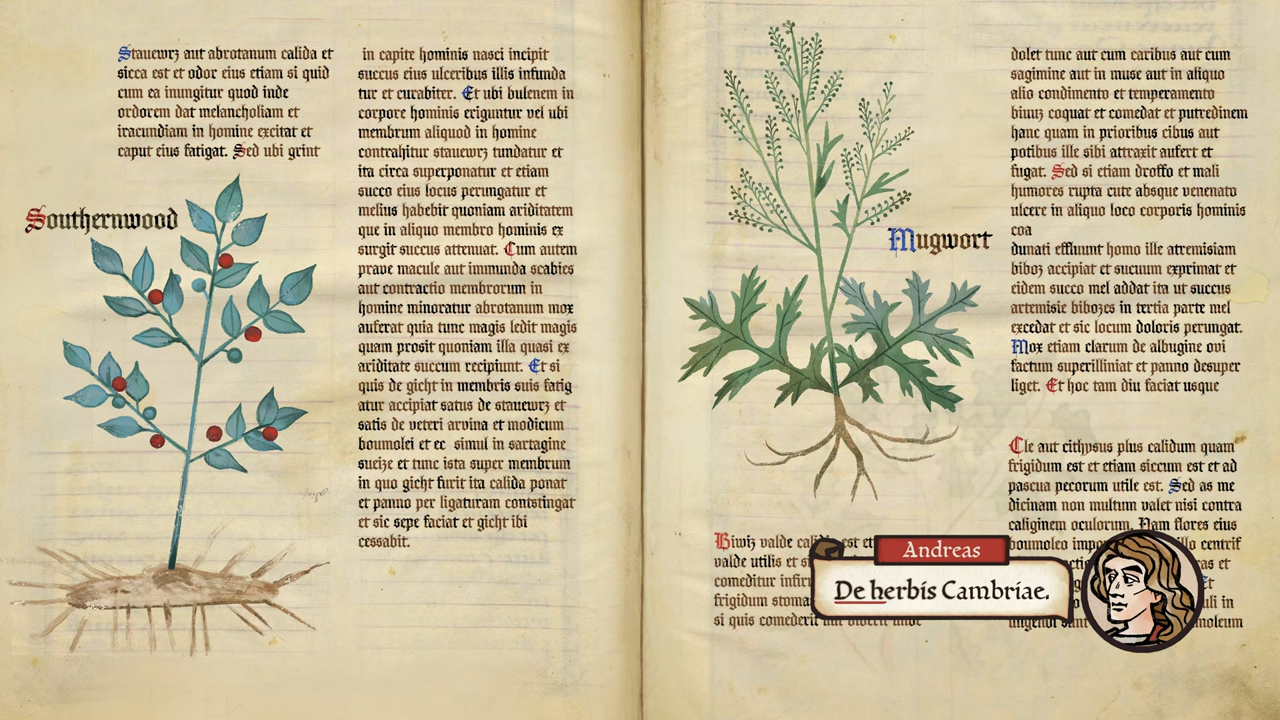 Stauewrz aut abrotanum calida et
sicca est et odor eius etiam si quid
cum ea inungitur quod inde
ordorem dat melancholiam et
iracundiam in homine excitat et
caput eius fatigat. Sed ubi grint
Southernwood
in capite hominis nasci incipit
succus eius ulceribus illis infunda
tur et curabiter. Et ubi bulenem in
corpore hominis eriguntur vel ubi
membrum aliquod in homine
contrahitur stauewrz tundatur et
ita circa superponatur et etiam
succo eius locus perungatur et
melius habebit quoniam ariditatem
que in aliquo membro hominis ex
surgit succus attenuat. Cum autem
prave macule aut immunda scabies
aut contractio membrorum in
homine minoratur abrotanum mox
auferat quia tunc magis ledit magis
quam prosit quoniam illa quasi ex
ariditate succum recipiunt. Et si
quis de gicht in membris suis fatig
atur accipiat satus de stauewrz et
satis de veteri arvina et modicum
boumolei et ec simul in sartagine
sueize et tunc ista super membrum
in quo gicht furit ita calida ponat
et panno per ligaturam constingat
et sic sepe faciat et gicht ibi
cessabit.
Mugwort
Biwiz valde calida est et
valde utilis et si
comeditur infir
frigidum stoma
si quis comederit aut biberit unde
dolet tunc aut cum caribus aut cum
sagimine aut in muse aut in aliquo
alio condimento et temperamento
biuuz coquat et comedat et putredinem
hanc quam in prioribus cibus aut
potibus ille sibi attraxit aufert et
fugat. Sed si etiam droffo et mali
humores rupta cute absque venenato
ulcere in aliquo loco corporis hominis
coa
dunati effluunt homo ille atremisiam
biboz accipiat et sucuum exprimat et
eidem succo mel addat ita ut succus
artemisie bibozes in tertia parte mel
excedat et sic locum doloris perungat.
Mox etiam clarum de albugine ovi
factum superilliniat et panno desuper
liget. Et hoc tam diu faciat usque
Cle aut cithysus plus calidum quam
frigidum est et etiam siccum est et ad
pascua pecorum utile est. Sed as me
dicinam non multum valet nisi contra
caliginem oculorum. Nam flores eius
boumoleo
Andreas
De herbis Cambriae.